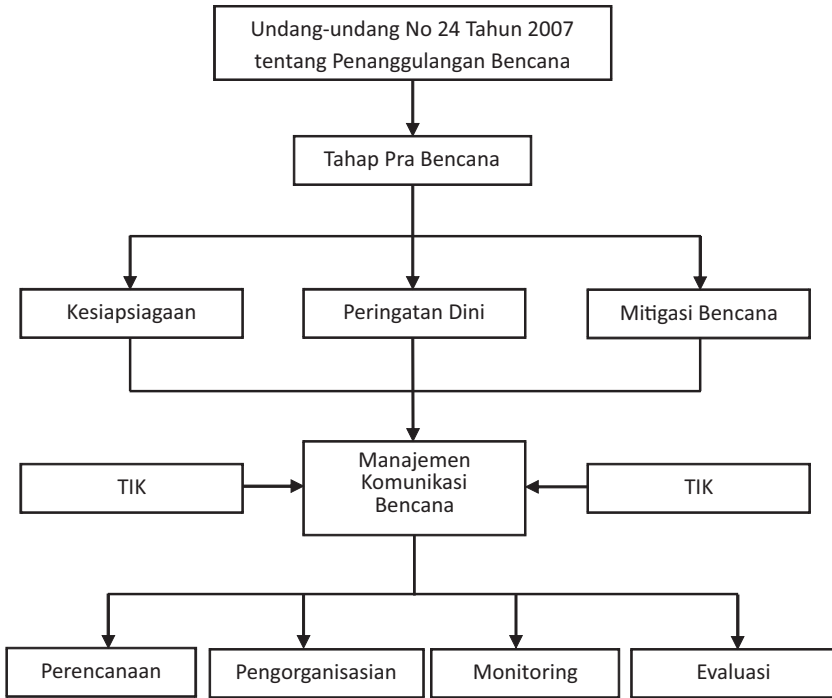 Undang-undang No 24 Tahun 2007
tentang Penanggulangan Bencana
Tahap Pra Bencana
Kesiapsiagaan
Peringatan Dini
Mitigasi Bencana
TIK
Manajemen
Komunikasi
Bencana
TIK
Perencanaan
Pengorganisasian
Monitoring
Evaluasi